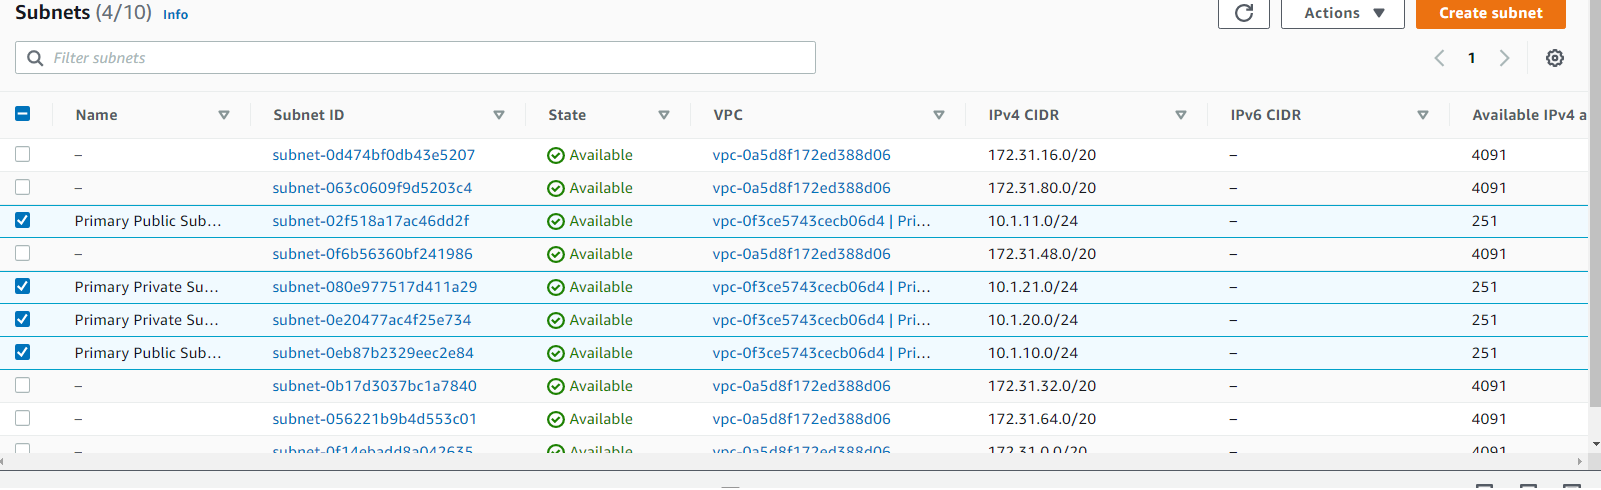 Subnets (4/10) Info Actions Create subnet
Filter subnets 1
Name Subnet ID State VPC IPv4 CIDR IPv6 CIDR Available IPv4 a
– subnet-0d474bf0db43e5207 Available vpc-0a5d8f172ed388d06 172.31.16.0/20 – 4091
– subnet-063c0609f9d5203c4 Available vpc-0a5d8f172ed388d06 172.31.80.0/20 – 4091
Primary Public Sub... subnet-02f518a17ac46dd2f Available vpc-0f3ce5743cecb06d4 | Pri... 10.1.11.0/24 – 251
– subnet-0f6b56360bf241986 Available vpc-0a5d8f172ed388d06 172.31.48.0/20 – 4091
Primary Private Su... subnet-080e977517d411a29 Available vpc-0f3ce5743cecb06d4 | Pri... 10.1.21.0/24 – 251
Primary Private Su... subnet-0e20477ac4f25e734 Available vpc-0f3ce5743cecb06d4 | Pri... 10.1.20.0/24 – 251
Primary Public Sub... subnet-0eb87b2329eec2e84 Available vpc-0f3ce5743cecb06d4 | Pri... 10.1.10.0/24 – 251
– subnet-0b17d3037bc1a7840 Available vpc-0a5d8f172ed388d06 172.31.32.0/20 – 4091
– subnet-056221b9b4d553c01 Available vpc-0a5d8f172ed388d06 172.31.64.0/20 – 4091
– subnet-0f14ebadd8a042635 Available vpc-0a5d8f172ed388d06 172.31.0.0/20 – 4091